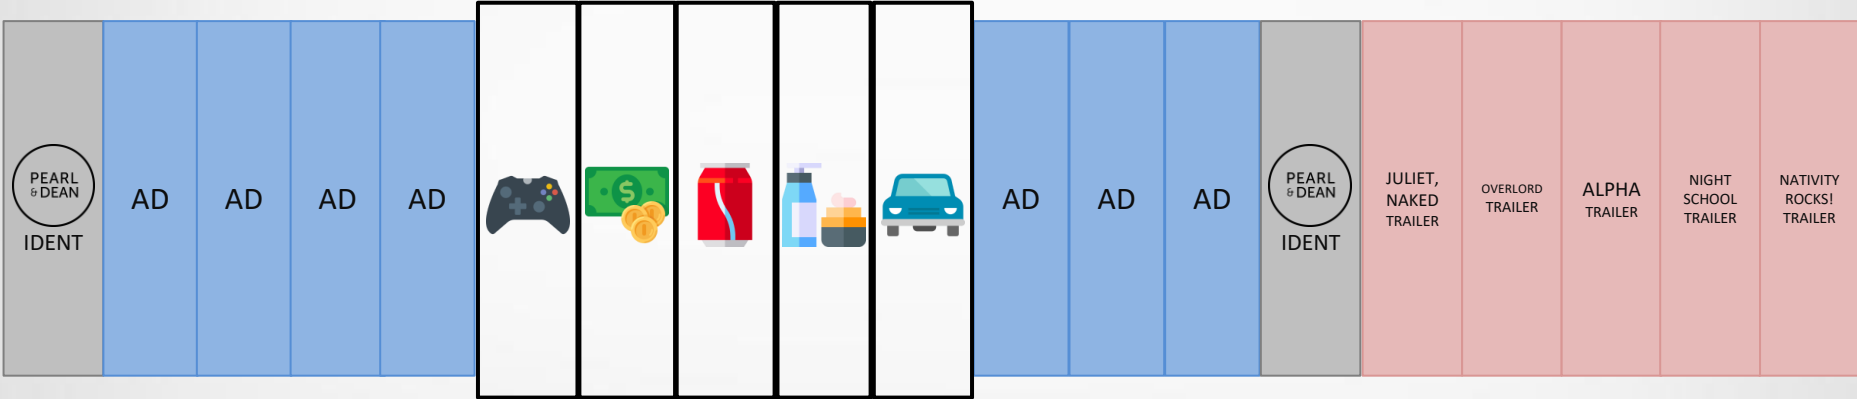 PEARL
& DEAN
IDENT
AD
AD
AD
AD
$
AD
AD
AD
PEARL
& DEAN
IDENT
JULIET,
NAKED
TRAILER
OVERLORD
TRAILER
ALPHA
TRAILER
NIGHT
SCHOOL
TRAILER
NATIVITY
ROCKS!
TRAILER